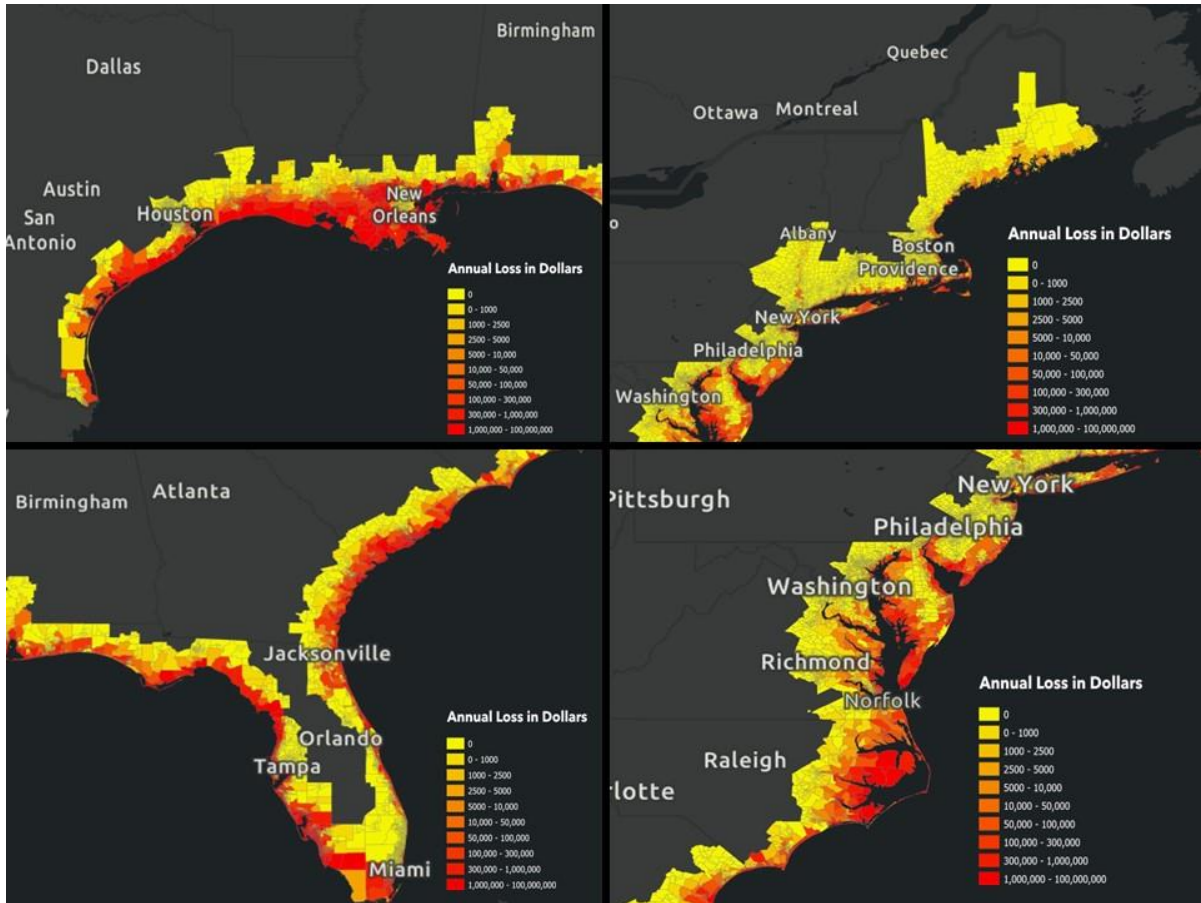 Birmingham
Dallas
Austin
San
Antonio
Houston
New
Orleans
Annual Loss in Dollars
0
0 - 1000
1000 - 2500
2500 - 5000
5000 - 10,000
10,000 - 50,000
50,000 - 100,000
100,000 - 300,000
300,000 - 1,000,000
1,000,000 - 100,000,000
Quebec
Ottawa
Montreal
o
Albany
Boston
Providence
New York
Philadelphia
Washington
Annual Loss in Dollars
0
0 - 1000
1000 - 2500
2500 - 5000
5000 - 10,000
10,000 - 50,000
50,000 - 100,000
100,000 - 300,000
300,000 - 1,000,000
1,000,000 - 100,000,000
Birmingham
Atlanta
Jacksonville
Orlando
Tampa
Miami
Annual Loss in Dollars
0
0 - 1000
1000 - 2500
2500 - 5000
5000 - 10,000
10,000 - 50,000
50,000 - 100,000
100,000 - 300,000
300,000 - 1,000,000
1,000,000 - 100,000,000
Pittsburgh
New York
Philadelphia
Washington
Richmond
Norfolk
Raleigh
rlotte
Annual Loss in Dollars
0
0 - 1000
1000 - 2500
2500 - 5000
5000 - 10,000
10,000 - 50,000
50,000 - 100,000
100,000 - 300,000
300,000 - 1,000,000
1,000,000 - 100,000,000